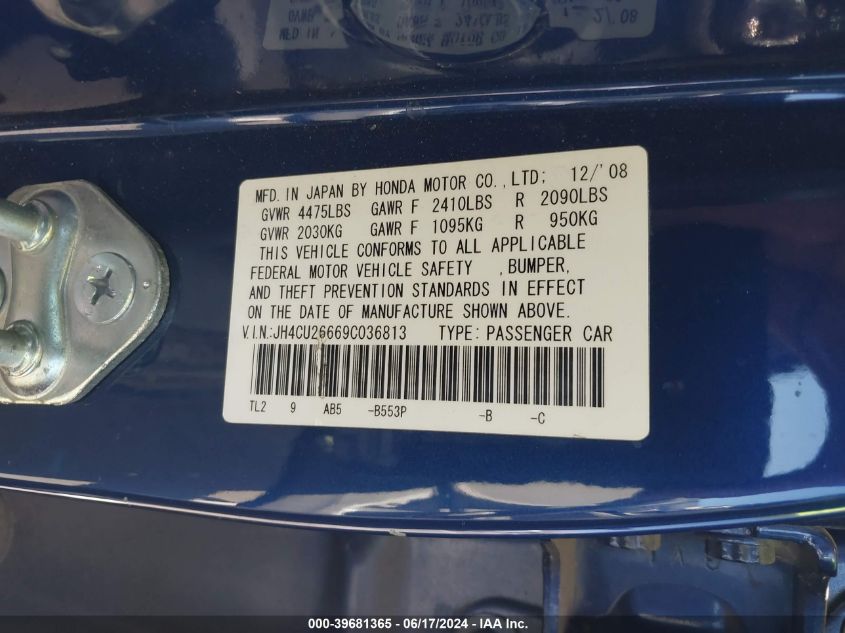 MFD. IN JAPAN BY HONDA MOTOR CO., LTD; 12/'08
GVWR 4475LBS GAWR F 2410LBS R 2090LBS
GVWR 2030KG GAWR F 1095KG R 950KG
THIS VEHICLE CONFORMS TO ALL APPLICABLE
FEDERAL MOTOR VEHICLE SAFETY , BUMPER,
AND THEFT PREVENTION STANDARDS IN EFFECT
ON THE DATE OF MANUFACTURE SHOWN ABOVE.
V.I.N.:JH4CU26669C036813 TYPE: PASSENGER CAR
TL2 9 AB5 -B553P -B -C
000-39681365 / 06/17/2024 - IAA Inc.